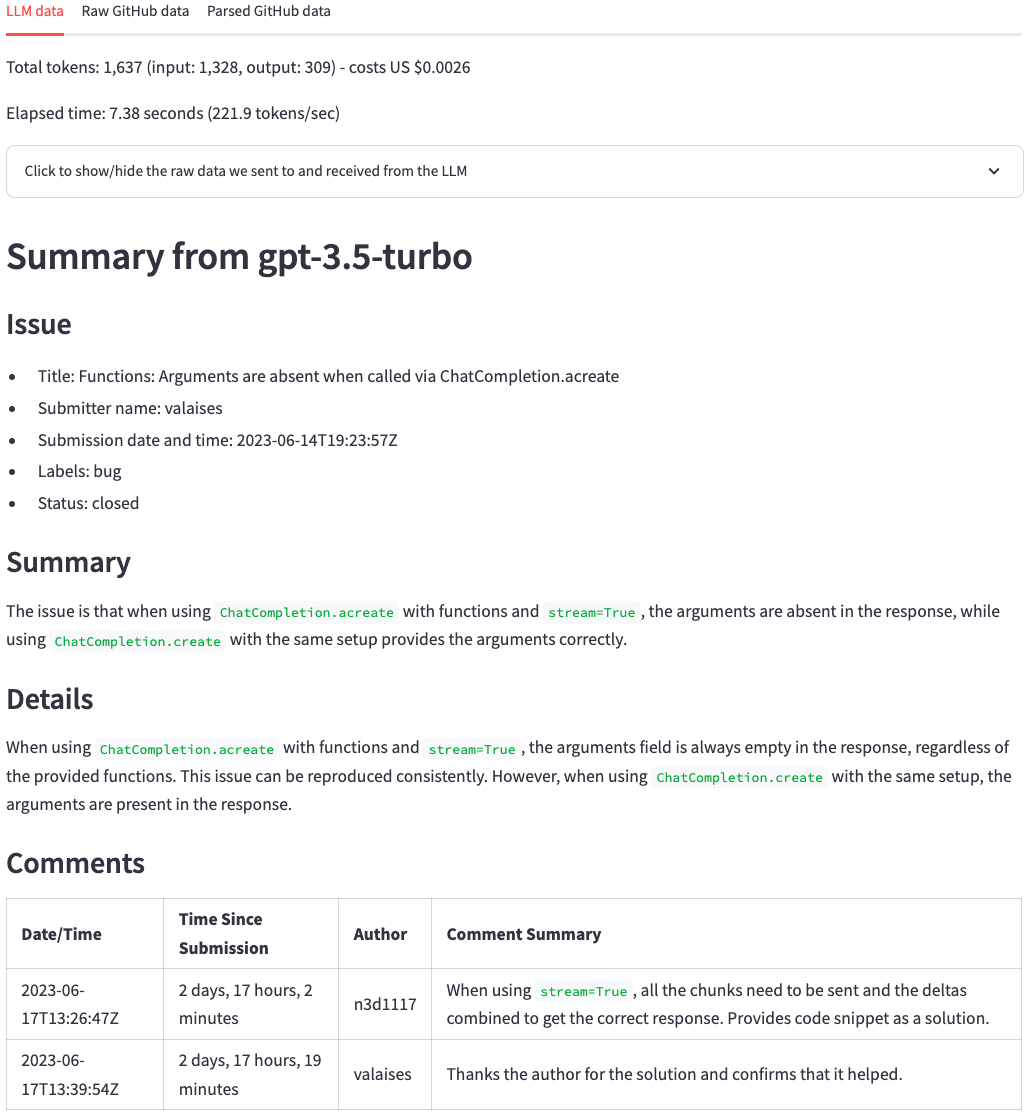 LLM data Raw GitHub data Parsed GitHub data
Total tokens: 1,637 (input: 1,328, output: 309) - costs US $0.0026
Elapsed time: 7.38 seconds (221.9 tokens/sec)
Click to show/hide the raw data we sent to and received from the LLM
Summary from gpt-3.5-turbo
Issue
• Title: Functions: Arguments are absent when called via ChatCompletion.acreate
• Submitter name: valaises
• Submission date and time: 2023-06-14T19:23:57Z
• Labels: bug
• Status: closed
Summary
The issue is that when using ChatCompletion.acreate with functions and stream=True , the arguments are absent in the response, while
using ChatCompletion.create with the same setup provides the arguments correctly.
Details
When using ChatCompletion.acreate with functions and stream=True , the arguments field is always empty in the response, regardless of
the provided functions. This issue can be reproduced consistently. However, when using ChatCompletion.create with the same setup, the
arguments are present in the response.
Comments
Date/Time
Time Since
Submission
Author
Comment Summary
2023-06-
17T13:26:47Z
2 days, 17 hours, 2
minutes
n3d1117
When using stream=True , all the chunks need to be sent and the deltas
combined to get the correct response. Provides code snippet as a solution.
2023-06-
17T13:39:54Z
2 days, 17 hours, 19
minutes
valaises
Thanks the author for the solution and confirms that it helped.